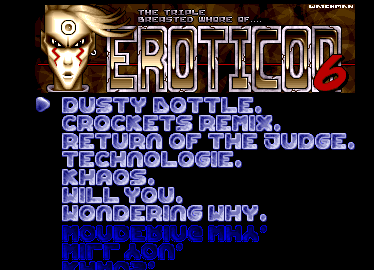 WATCHMAN
THE TRIPLE
BREASTED WHORE OF....
EROTICON
6
DUSTY BOTTLE.
CROCKETS REMIX.
RETURN OF THE JUDGE.
TECHNOLOGIE.
KHAOS.
WILL YOU.
WONDERING WHY.